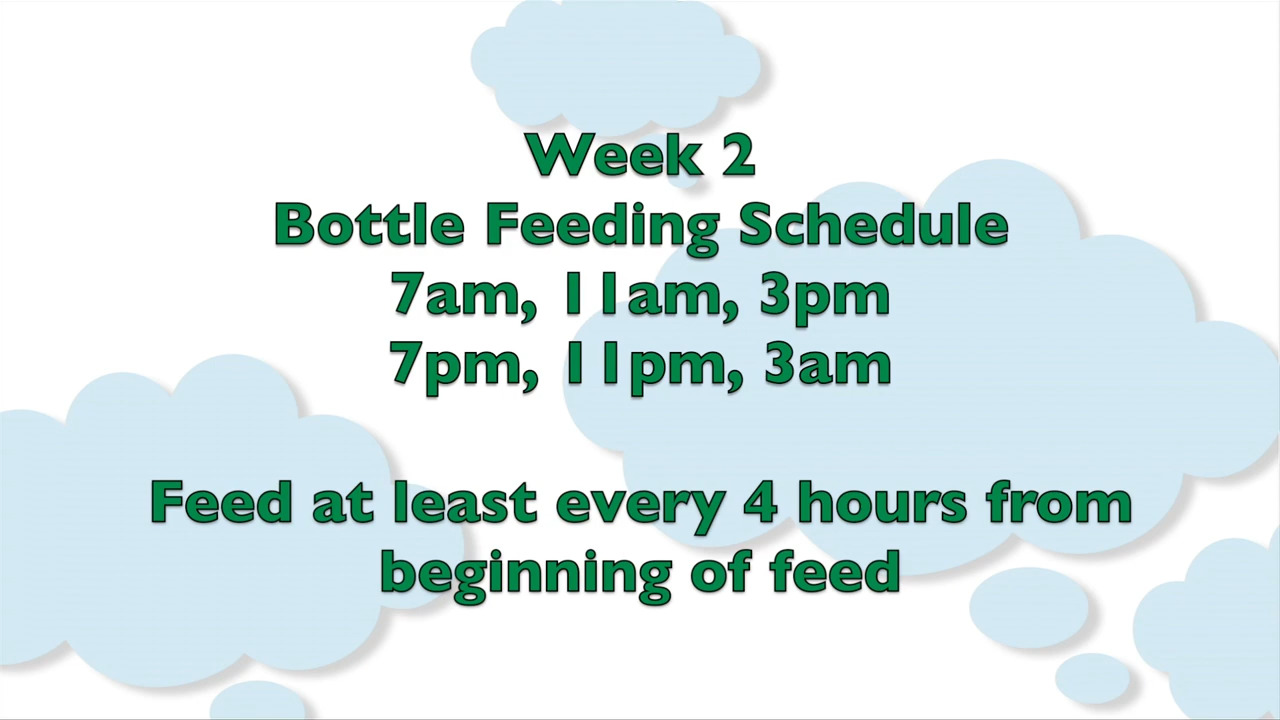 Week 2
Bottle Feeding Schedule
7am, 11am, 3pm
7pm, 11pm, 3am
Feed at least every 4 hours from
beginning of feed